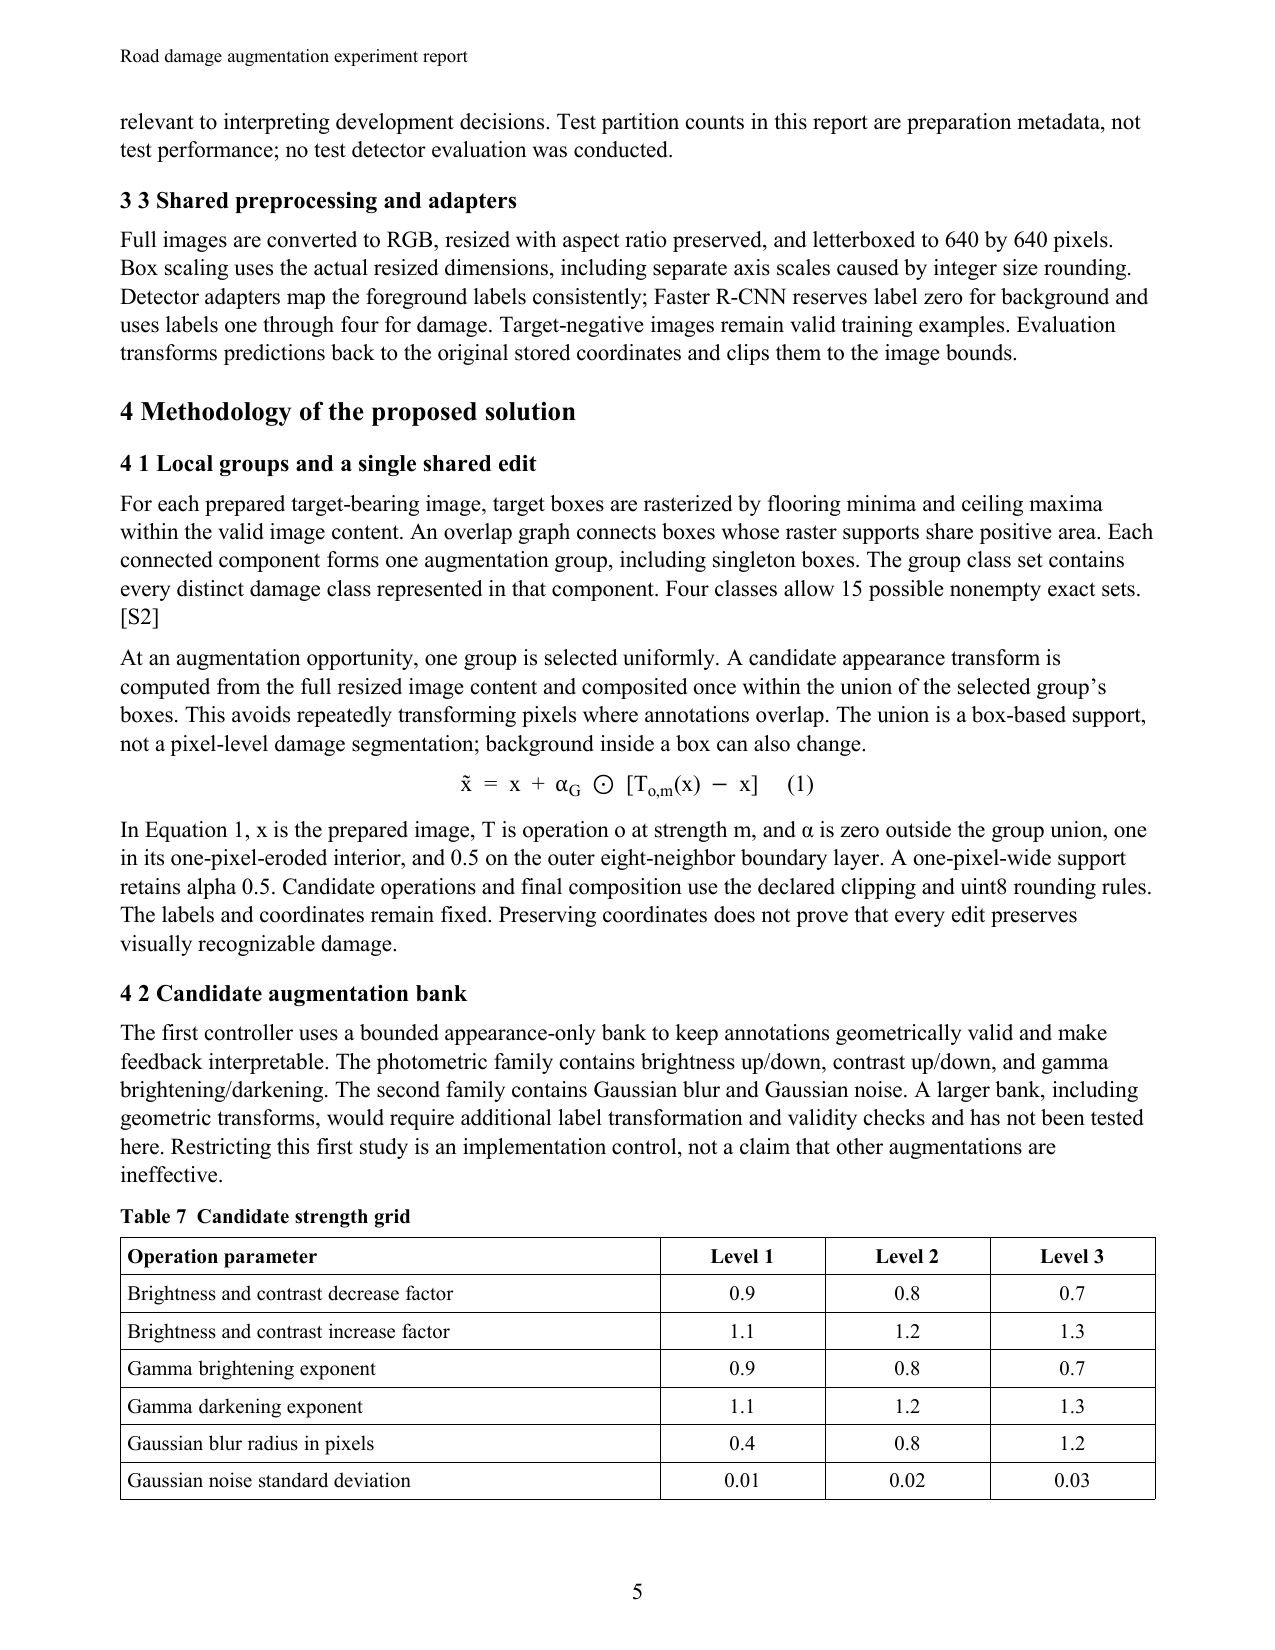 Road damage augmentation experiment report
relevant to interpreting development decisions. Test partition counts in this report are preparation metadata, not
test performance; no test detector evaluation was conducted.
3 3 Shared preprocessing and adapters
Full images are converted to RGB, resized with aspect ratio preserved, and letterboxed to 640 by 640 pixels.
Box scaling uses the actual resized dimensions, including separate axis scales caused by integer size rounding.
Detector adapters map the foreground labels consistently; Faster R-CNN reserves label zero for background and
uses labels one through four for damage. Target-negative images remain valid training examples. Evaluation
transforms predictions back to the original stored coordinates and clips them to the image bounds.
4 Methodology of the proposed solution
4 1 Local groups and a single shared edit
For each prepared target-bearing image, target boxes are rasterized by flooring minima and ceiling maxima
within the valid image content. An overlap graph connects boxes whose raster supports share positive area. Each
connected component forms one augmentation group, including singleton boxes. The group class set contains
every distinct damage class represented in that component. Four classes allow 15 possible nonempty exact sets.
[S2]
At an augmentation opportunity, one group is selected uniformly. A candidate appearance transform is
computed from the full resized image content and composited once within the union of the selected group’s
boxes. This avoids repeatedly transforming pixels where annotations overlap. The union is a box-based support,
not a pixel-level damage segmentation; background inside a box can also change.
x̃ = x + α_G ⊙ [T_o,m(x) − x] (1)
In Equation 1, x is the prepared image, T is operation o at strength m, and α is zero outside the group union, one
in its one-pixel-eroded interior, and 0.5 on the outer eight-neighbor boundary layer. A one-pixel-wide support
retains alpha 0.5. Candidate operations and final composition use the declared clipping and uint8 rounding rules.
The labels and coordinates remain fixed. Preserving coordinates does not prove that every edit preserves
visually recognizable damage.
4 2 Candidate augmentation bank
The first controller uses a bounded appearance-only bank to keep annotations geometrically valid and make
feedback interpretable. The photometric family contains brightness up/down, contrast up/down, and gamma
brightening/darkening. The second family contains Gaussian blur and Gaussian noise. A larger bank, including
geometric transforms, would require additional label transformation and validity checks and has not been tested
here. Restricting this first study is an implementation control, not a claim that other augmentations are
ineffective.
Table 7 Candidate strength grid
Operation parameter Level 1 Level 2 Level 3
Brightness and contrast decrease factor 0.9 0.8 0.7
Brightness and contrast increase factor 1.1 1.2 1.3
Gamma brightening exponent 0.9 0.8 0.7
Gamma darkening exponent 1.1 1.2 1.3
Gaussian blur radius in pixels 0.4 0.8 1.2
Gaussian noise standard deviation 0.01 0.02 0.03
5